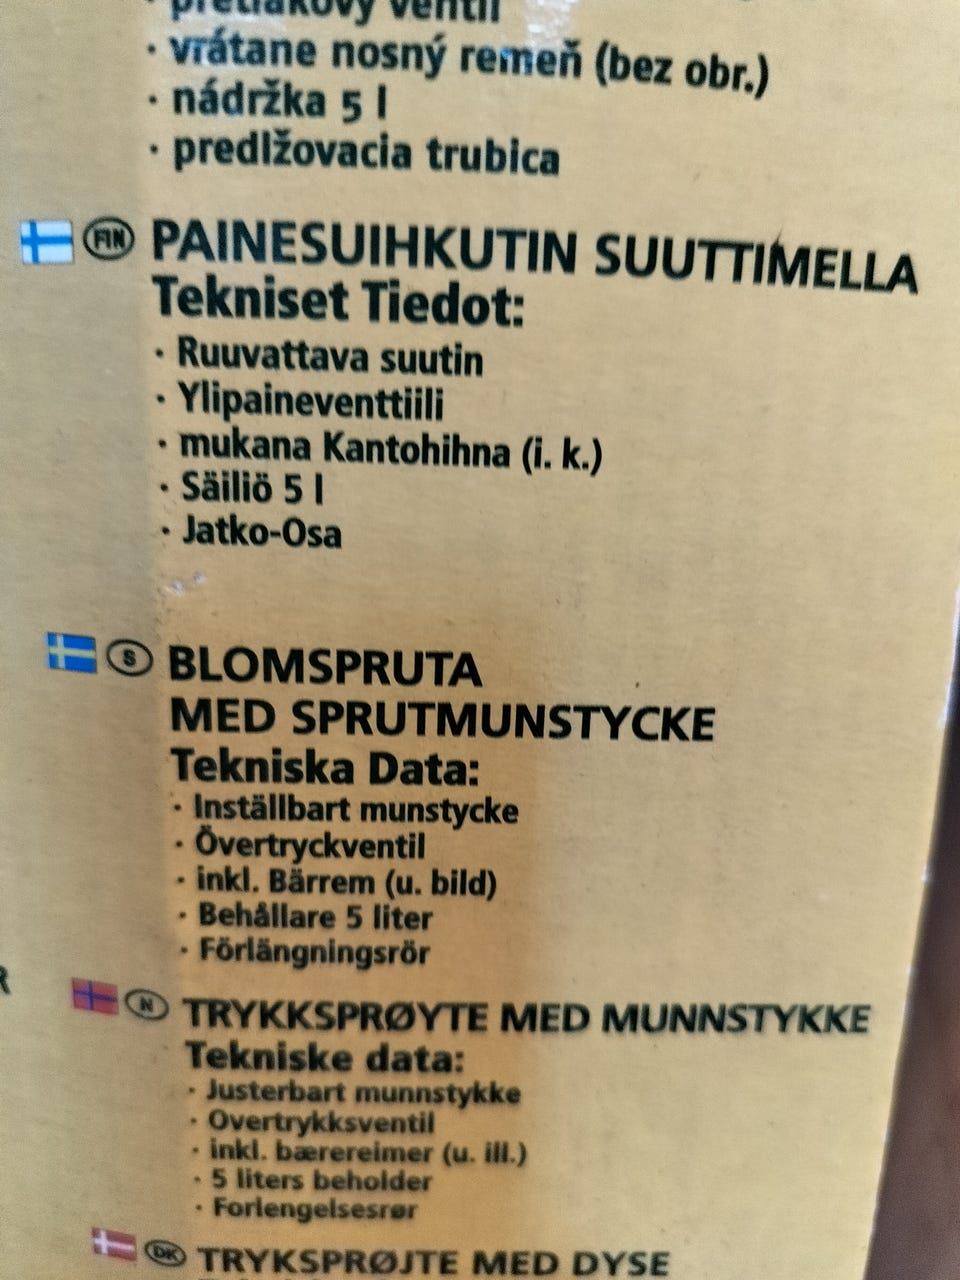 · pretlakový ventil
· vrátane nosný remeň (bez obr.)
· nádržka 5 l
· predlžovacia trubica
FIN PAINESUIHKUTIN SUUTTIMELLA
Tekniset Tiedot:
· Ruuvattava suutin
· Ylipaineventtiili
· mukana Kantohihna (i. k.)
· Säiliö 5 l
· Jatko-Osa
S BLOMSPRUTA
MED SPRUTMUNSTYCKE
Tekniska Data:
· Inställbart munstycke
· Övertryckventil
· inkl. Bärrem (u. bild)
· Behållare 5 liter
· Förlängningsrör
R
N TRYKKSPRØYTE MED MUNNSTYKKE
Tekniske data:
· Justerbart munnstykke
· Overtrykksventil
· inkl. bærereimer (u. ill.)
· 5 liters beholder
· Forlengelsesrør
DK TRYKSPRØJTE MED DYSE